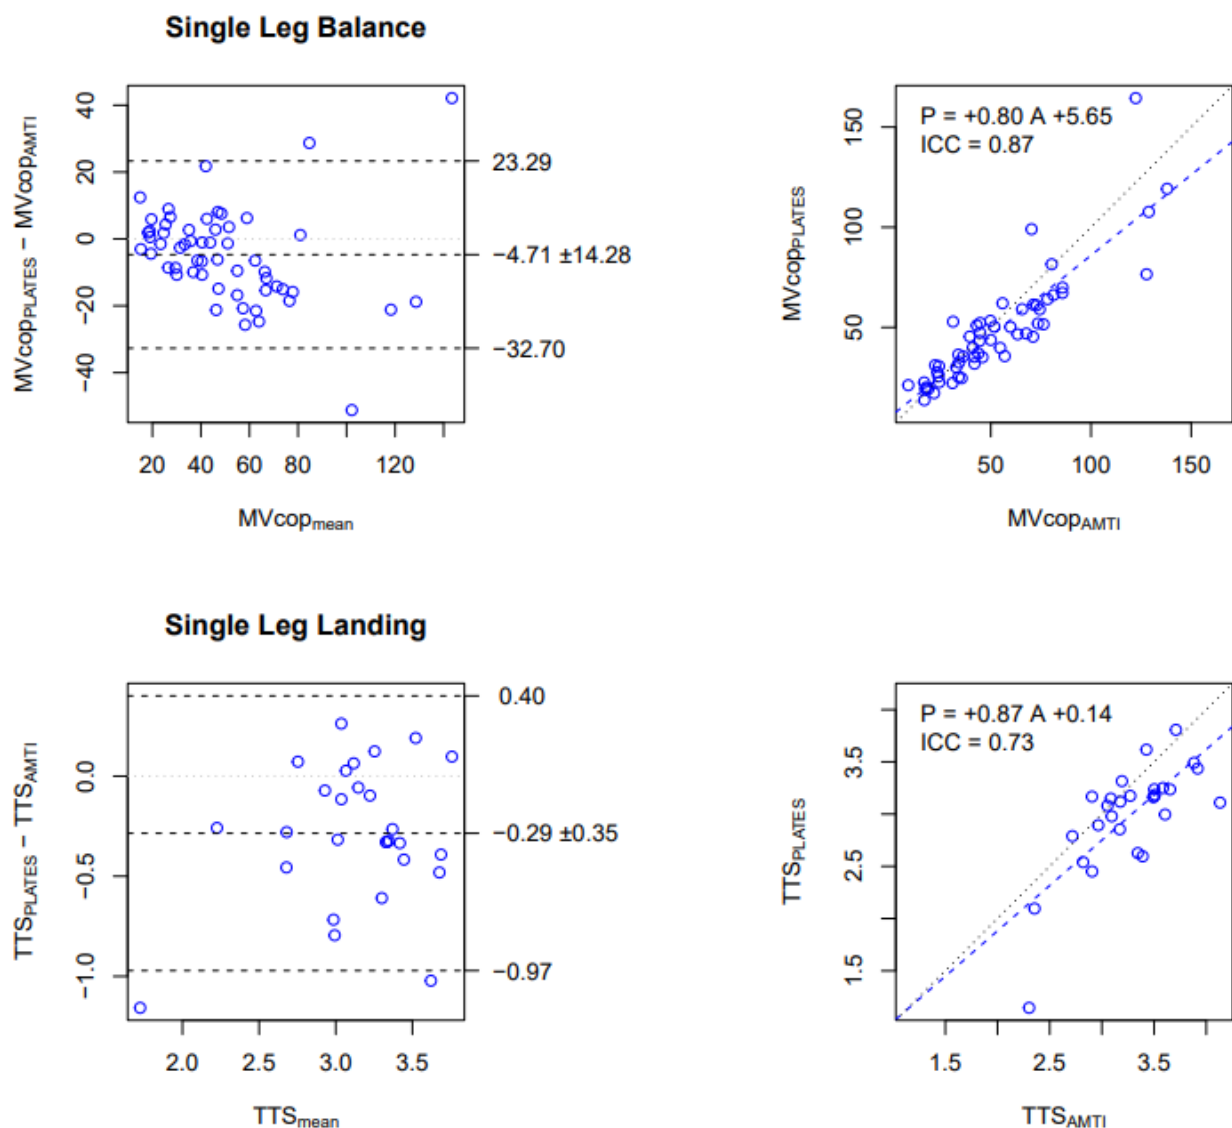 Single Leg Balance
MVcopPLATES − MVcopAMTI
40
20
0
−20
−40
23.29
−4.71 ±14.28
−32.70
20 40 60 80 120
MVcopmean
P = +0.80 A +5.65
ICC = 0.87
MVcopPLATES
150
100
50
50 100 150
MVcopAMTI
Single Leg Landing
TTSPLATES − TTSAMTI
0.0
−0.5
−1.0
0.40
−0.29 ±0.35
−0.97
2.0 2.5 3.0 3.5
TTSmean
P = +0.87 A +0.14
ICC = 0.73
TTSPLATES
3.5
2.5
1.5
1.5 2.5 3.5
TTSAMTI